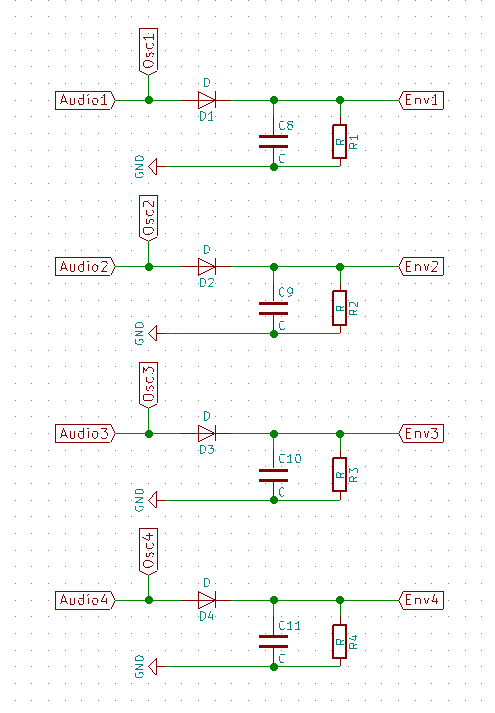 Osc1
Audio1
D
D1
Env1
C8
C
R
R1
GND
Osc2
Audio2
D
D2
Env2
C9
C
R
R2
GND
Osc3
Audio3
D
D3
Env3
C10
C
R
R3
GND
Osc4
Audio4
D
D4
Env4
C11
C
R
R4
GND